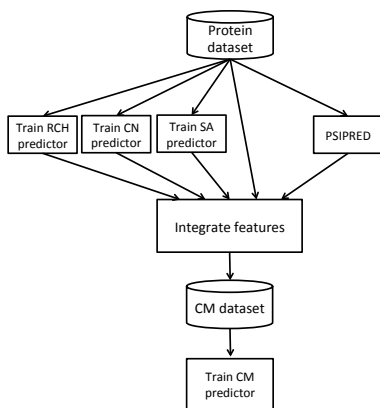 Protein
dataset
Train RCH
predictor
Train CN
predictor
Train SA
predictor
PSIPRED
Integrate features
CM dataset
Train CM
predictor